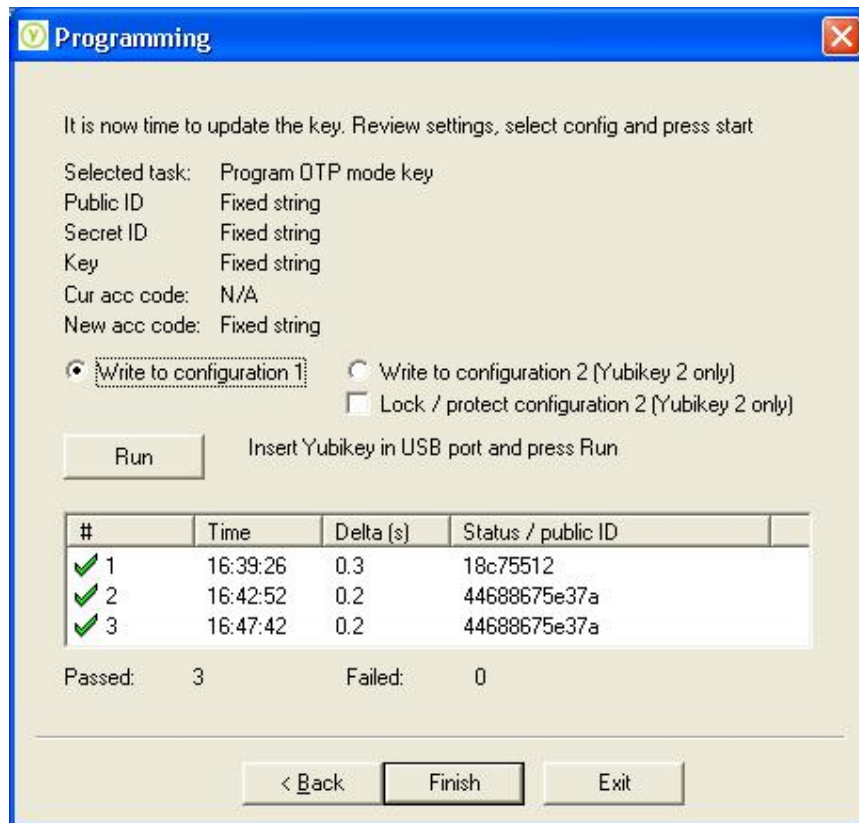 Programming
It is now time to update the key. Review settings, select config and press start
Selected task: Program OTP mode key
Public ID Fixed string
Secret ID Fixed string
Key Fixed string
Cur acc code: N/A
New acc code: Fixed string
Write to configuration 1 Write to configuration 2 (Yubikey 2 only)
Lock / protect configuration 2 (Yubikey 2 only)
Run Insert Yubikey in USB port and press Run
# Time Delta (s) Status / public ID
1 16:39:26 0.3 18c75512
2 16:42:52 0.2 44688675e37a
3 16:47:42 0.2 44688675e37a
Passed: 3 Failed: 0
< Back Finish Exit